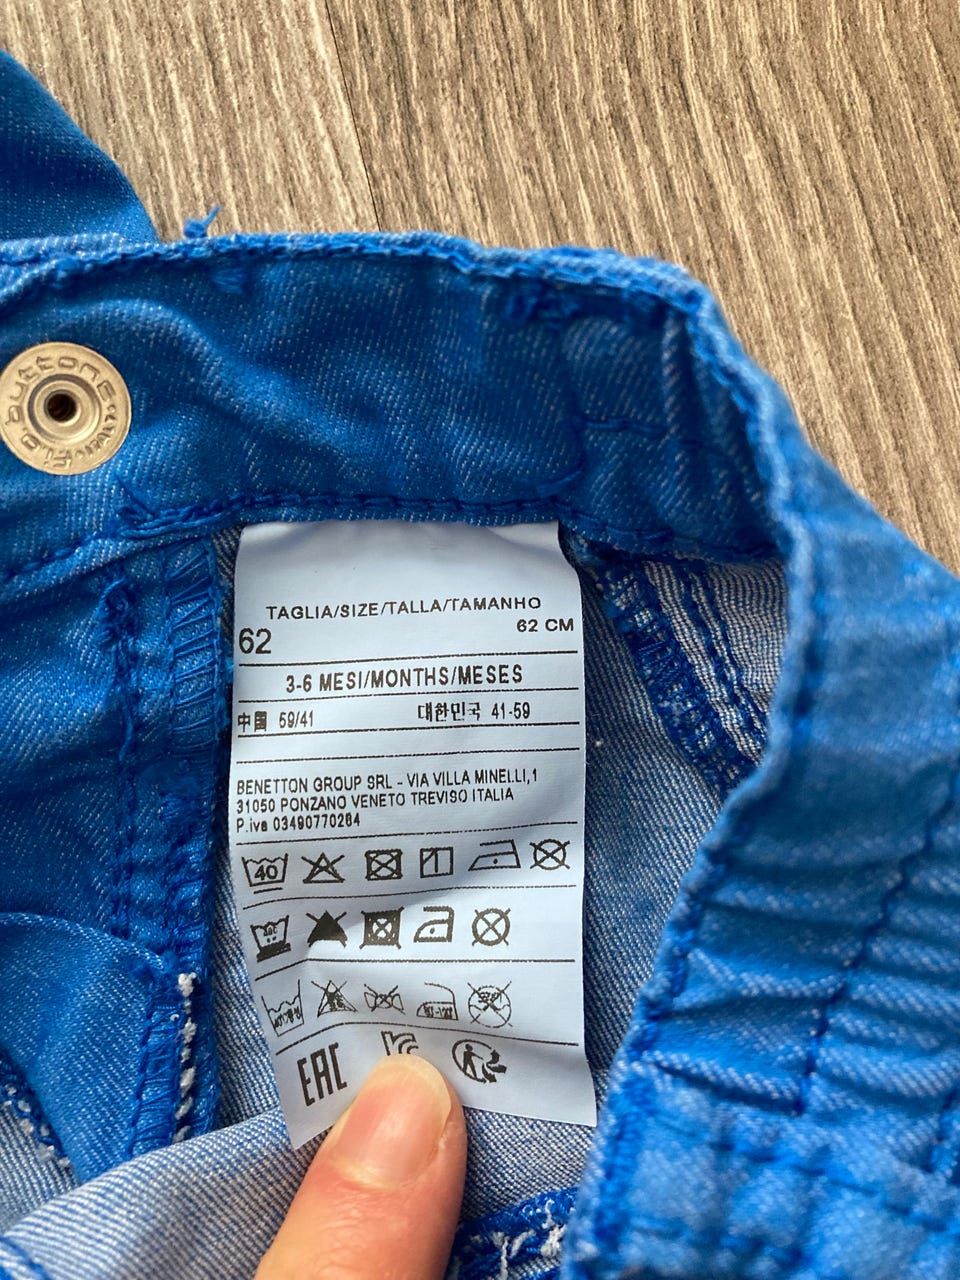 buttons
TAGLIA/SIZE/TALLA/TAMANHO
62 62 CM
3-6 MESI/MONTHS/MESES
中国 59/41 대한민국 41-59
BENETTON GROUP SRL - VIA VILLA MINELLI,1
31050 PONZANO VENETO TREVISO ITALIA
P.iva 03490770264
40
EAC